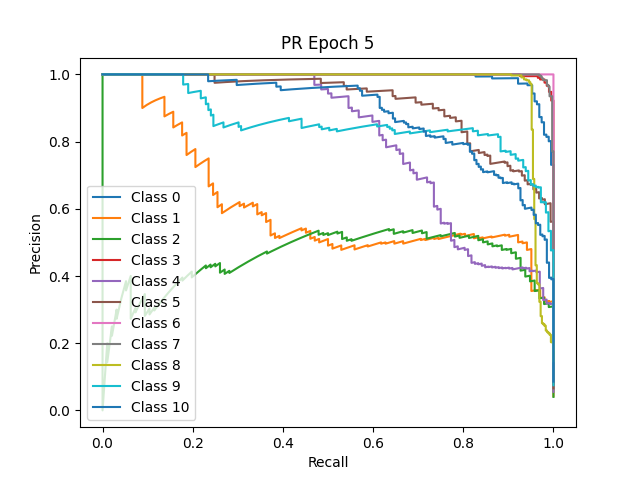 PR Epoch 5
Precision
1.0
0.8
0.6
0.4
0.2
0.0
Class 0
Class 1
Class 2
Class 3
Class 4
Class 5
Class 6
Class 7
Class 8
Class 9
Class 10
0.0 0.2 0.4 0.6 0.8 1.0
Recall